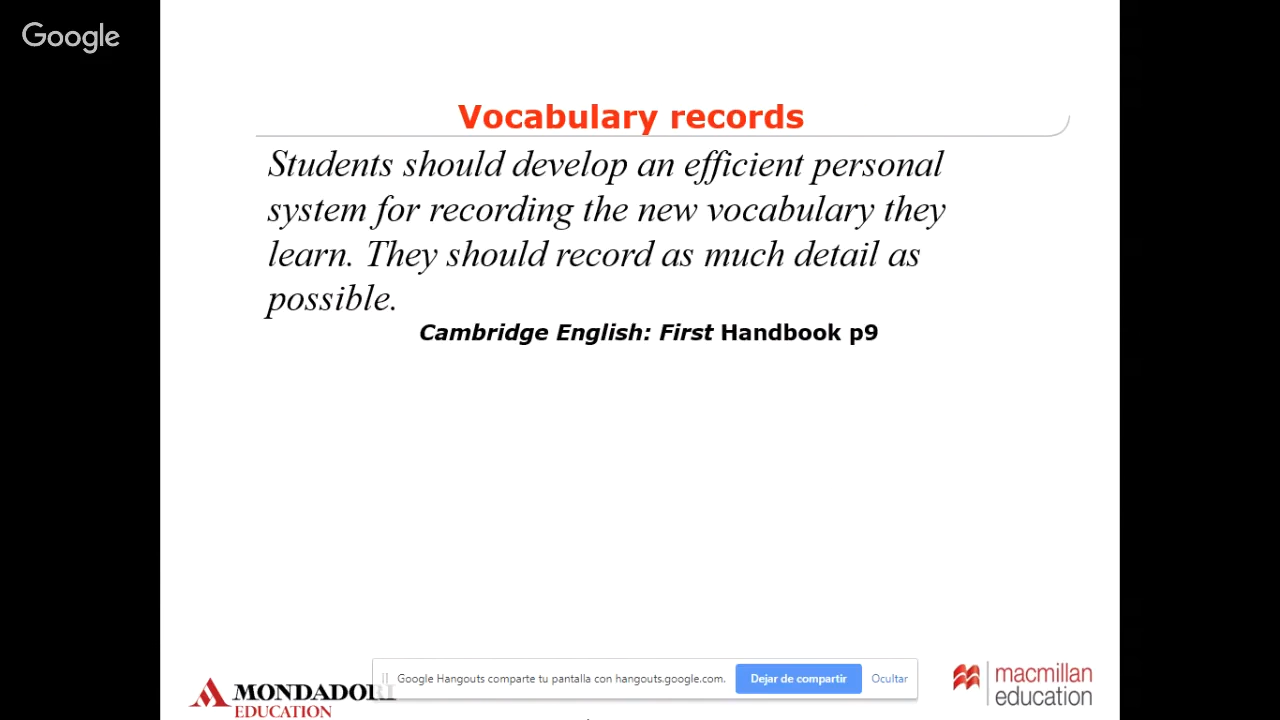 Google
Vocabulary records
Students should develop an efficient personal
system for recording the new vocabulary they
learn. They should record as much detail as
possible.
Cambridge English: First Handbook p9
MONDADORI
EDUCATION
Google Hangouts comparte tu pantalla con hangouts.google.com.
Dejar de compartir
Ocultar
macmillan
education